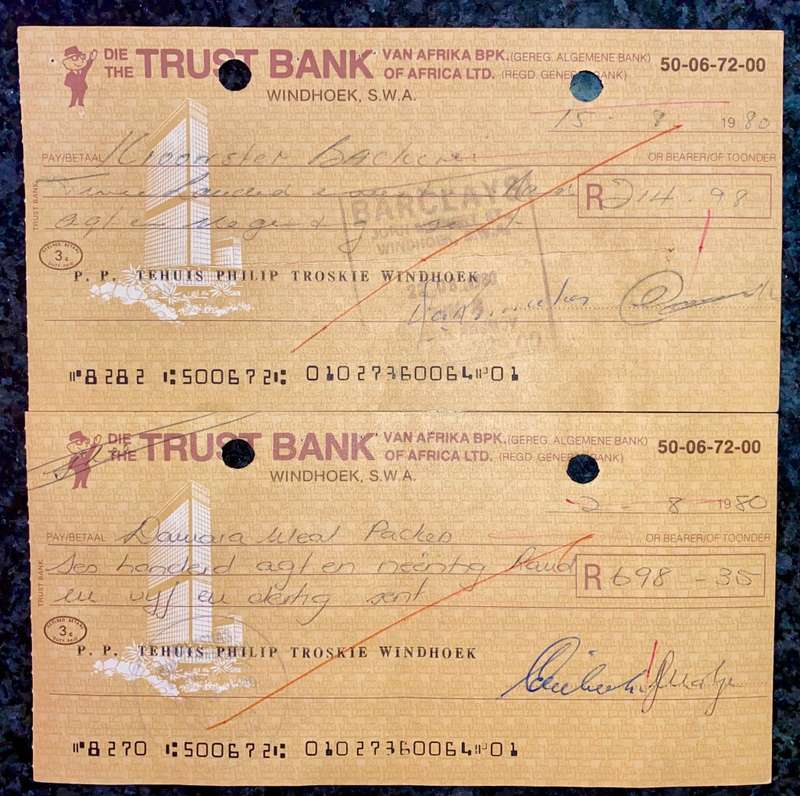 DIE TRUST BANK VAN AFRIKA BPK. (GEREG. ALGEMENE BANK) 50-06-72-00
THE OF AFRICA LTD. (REGD. GENERAL BANK)
WINDHOEK, S.W.A.
15 - 8 1980
PAY/BETAAL OR BEARER/OF TOONDER
R 214 - 98
agt en negentig sent
TRUST BANK
BARCLAYS
WINDHOEK
3c
P. P. TEHUIS PHILIP TROSKIE WINDHOEK
"8282 500672 0102736006401
DIE TRUST BANK VAN AFRIKA BPK. (GEREG. ALGEMENE BANK) 50-06-72-00
THE OF AFRICA LTD. (REGD. GENERAL BANK)
WINDHOEK, S.W.A.
2 - 8 1980
PAY/BETAAL Damara Meat Packers OR BEARER/OF TOONDER
Ses honderd agt en neëntig Rand R 698 - 35
en vyf en dertig sent
TRUST BANK
3c
P. P. TEHUIS PHILIP TROSKIE WINDHOEK
"8270 500672 0102736006401